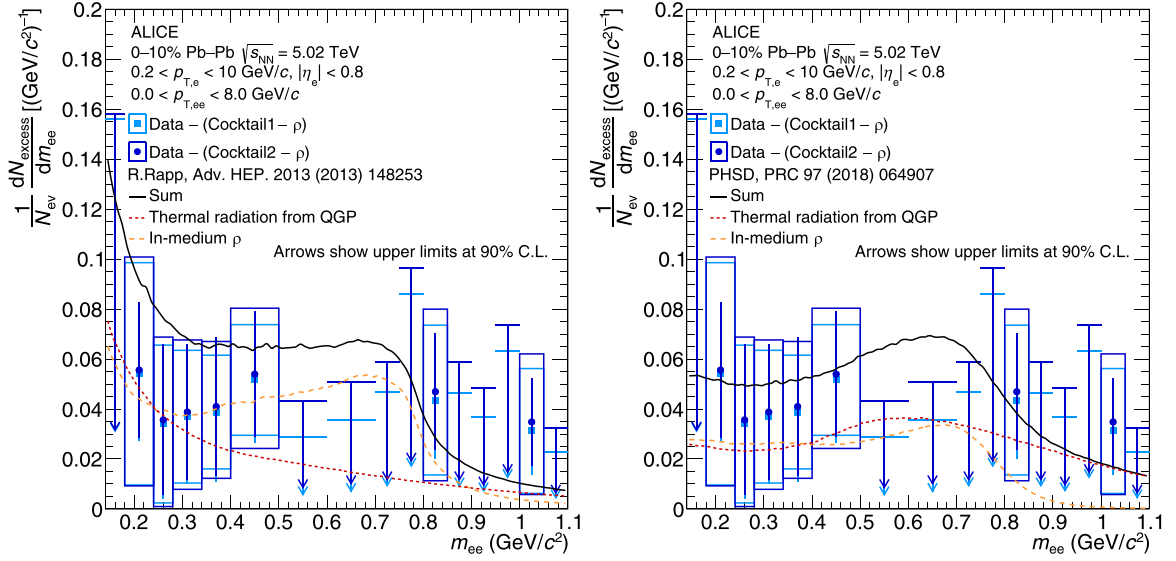 ALICE
0–10% Pb–Pb √sNN = 5.02 TeV
0.2 < pT,e < 10 GeV/c, |ηe| < 0.8
0.0 < pT,ee < 8.0 GeV/c
Data – (Cocktail1 – ρ)
Data – (Cocktail2 – ρ)
R.Rapp, Adv. HEP. 2013 (2013) 148253
Sum
Thermal radiation from QGP
In-medium ρ
Arrows show upper limits at 90% C.L.
1/Nev dNexcess/dmee [(GeV/c²)⁻¹]
0.2
0.18
0.16
0.14
0.12
0.1
0.08
0.06
0.04
0.02
0
0.2 0.3 0.4 0.5 0.6 0.7 0.8 0.9 1 1.1
mee (GeV/c²)
ALICE
0–10% Pb–Pb √sNN = 5.02 TeV
0.2 < pT,e < 10 GeV/c, |ηe| < 0.8
0.0 < pT,ee < 8.0 GeV/c
Data – (Cocktail1 – ρ)
Data – (Cocktail2 – ρ)
PHSD, PRC 97 (2018) 064907
Sum
Thermal radiation from QGP
In-medium ρ
Arrows show upper limits at 90% C.L.
1/Nev dNexcess/dmee [(GeV/c²)⁻¹]
0.2
0.18
0.16
0.14
0.12
0.1
0.08
0.06
0.04
0.02
0
0.2 0.3 0.4 0.5 0.6 0.7 0.8 0.9 1 1.1
mee (GeV/c²)